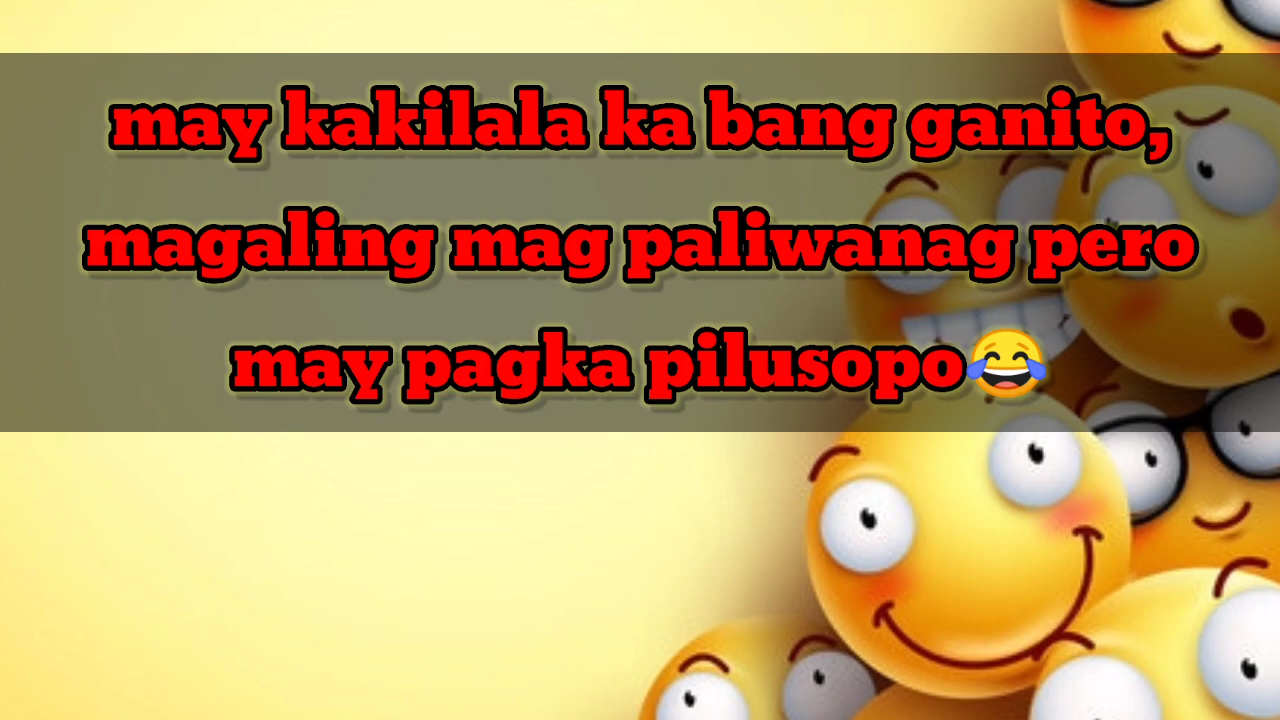 may kakilala ka bang ganito,
magaling mag paliwanag pero
may pagka pilusopo😂